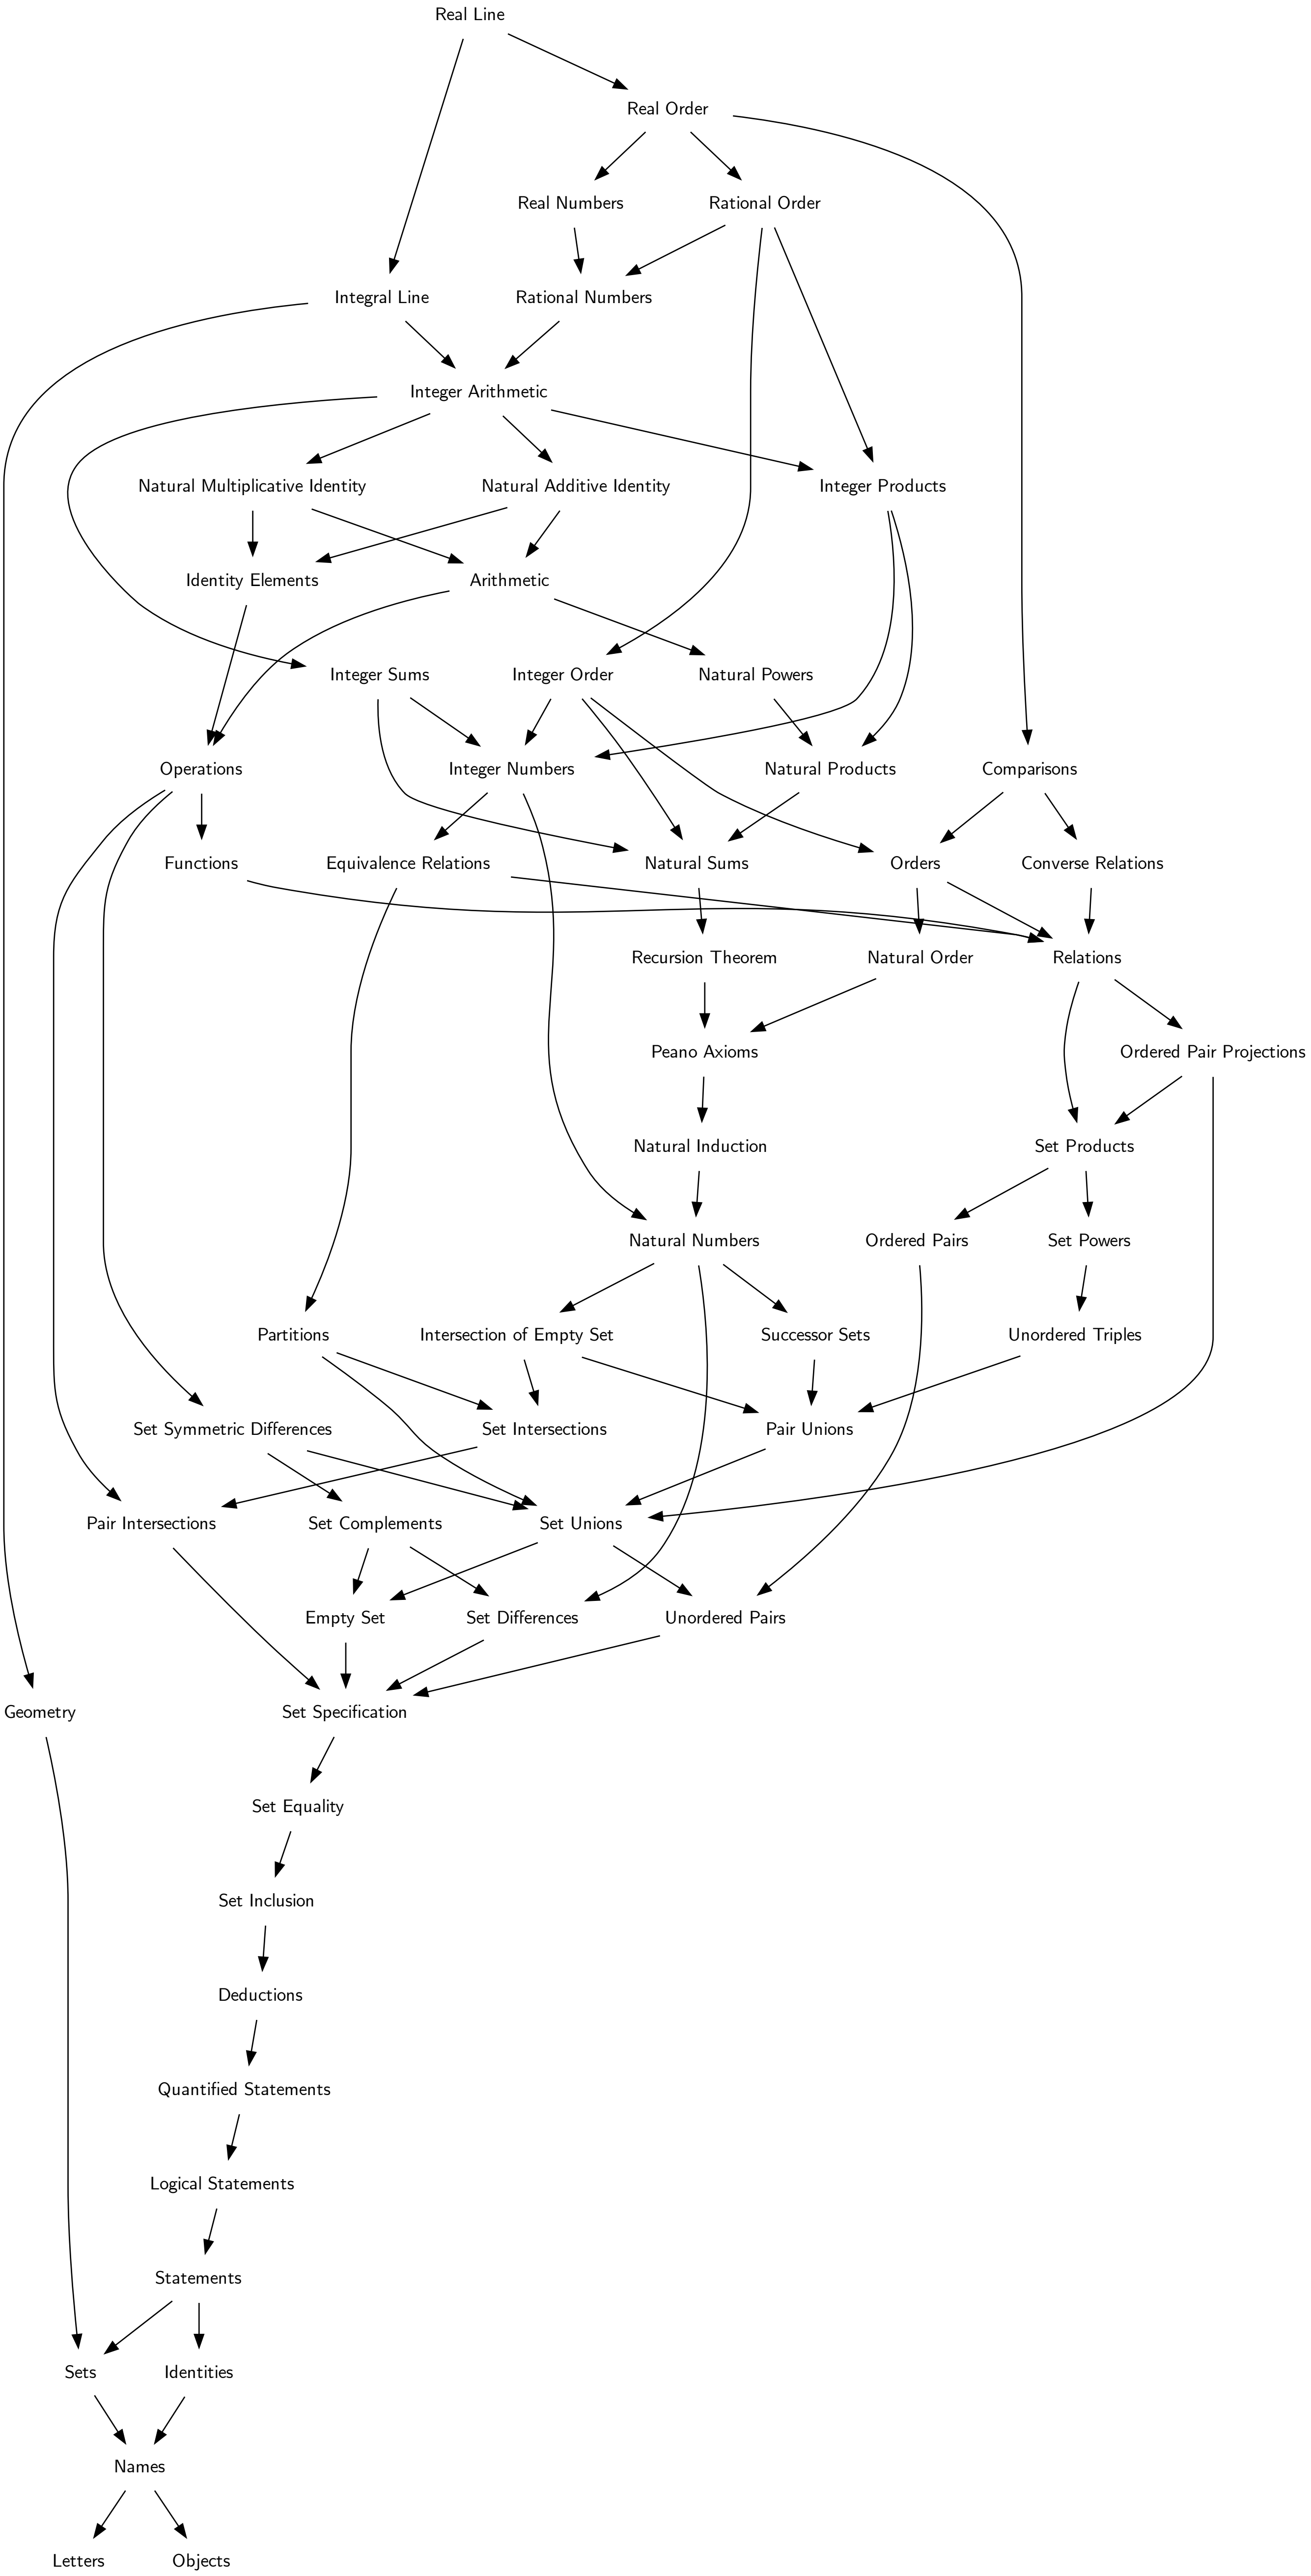 Real Line
Real Order
Real Numbers
Rational Order
Integral Line
Rational Numbers
Integer Arithmetic
Natural Multiplicative Identity
Natural Additive Identity
Integer Products
Identity Elements
Arithmetic
Integer Sums
Integer Order
Natural Powers
Operations
Integer Numbers
Natural Products
Comparisons
Functions
Equivalence Relations
Natural Sums
Orders
Converse Relations
Recursion Theorem
Natural Order
Relations
Peano Axioms
Ordered Pair Projections
Natural Induction
Set Products
Natural Numbers
Ordered Pairs
Set Powers
Partitions
Intersection of Empty Set
Successor Sets
Unordered Triples
Set Symmetric Differences
Set Intersections
Pair Unions
Pair Intersections
Set Complements
Set Unions
Empty Set
Set Differences
Unordered Pairs
Geometry
Set Specification
Set Equality
Set Inclusion
Deductions
Quantified Statements
Logical Statements
Statements
Sets
Identities
Names
Letters
Objects